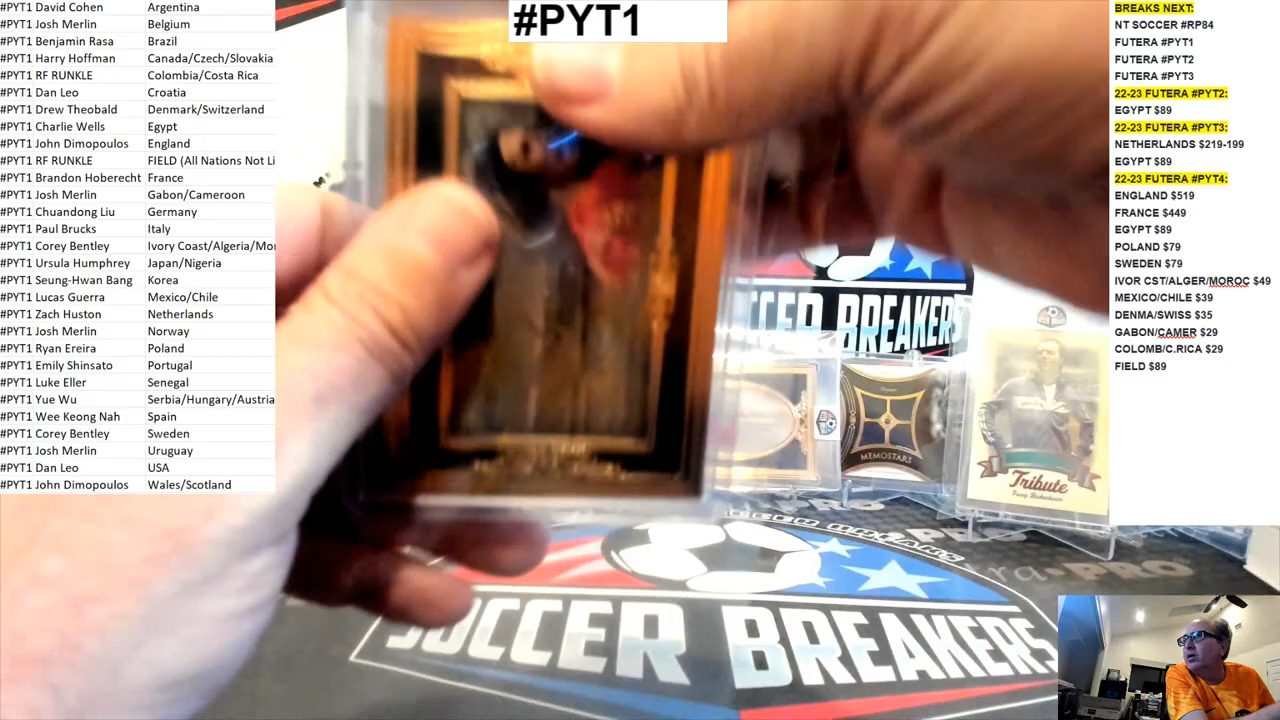 #PYT1
#PYT1 David Cohen Argentina
#PYT1 Josh Merlin Belgium
#PYT1 Benjamin Rasa Brazil
#PYT1 Harry Hoffman Canada/Czech/Slovakia
#PYT1 RF RUNKLE Colombia/Costa Rica
#PYT1 Dan Leo Croatia
#PYT1 Drew Theobald Denmark/Switzerland
#PYT1 Charlie Wells Egypt
#PYT1 John Dimopoulos England
#PYT1 RF RUNKLE FIELD (All Nations Not Li
#PYT1 Brandon Hoberecht France
#PYT1 Josh Merlin Gabon/Cameroon
#PYT1 Chuandong Liu Germany
#PYT1 Paul Brucks Italy
#PYT1 Corey Bentley Ivory Coast/Algeria/Mor
#PYT1 Ursula Humphrey Japan/Nigeria
#PYT1 Seung-Hwan Bang Korea
#PYT1 Lucas Guerra Mexico/Chile
#PYT1 Zach Huston Netherlands
#PYT1 Josh Merlin Norway
#PYT1 Ryan Ereira Poland
#PYT1 Emily Shinsato Portugal
#PYT1 Luke Eller Senegal
#PYT1 Yue Wu Serbia/Hungary/Austria
#PYT1 Wee Keong Nah Spain
#PYT1 Corey Bentley Sweden
#PYT1 Josh Merlin Uruguay
#PYT1 Dan Leo USA
#PYT1 John Dimopoulos Wales/Scotland
BREAKS NEXT:
NT SOCCER #RP84
FUTERA #PYT1
FUTERA #PYT2
FUTERA #PYT3
22-23 FUTERA #PYT2:
EGYPT $89
22-23 FUTERA #PYT3:
NETHERLANDS $219-199
EGYPT $89
22-23 FUTERA #PYT4:
ENGLAND $519
FRANCE $449
EGYPT $89
POLAND $79
SWEDEN $79
IVOR CST/ALGER/MOROC $49
MEXICO/CHILE $39
DENMA/SWISS $35
GABON/CAMER $29
COLOMB/C.RICA $29
FIELD $89
CCER BREAKERS
MEMOSTARS
Tribute
Franz Beckenbauer
SOCCER BREAKERS
PRO
SOCCER BREAKERS